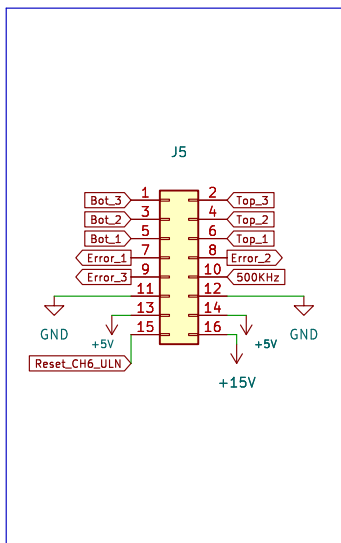 J5
Bot_3 1 2 Top_3
Bot_2 3 4 Top_2
Bot_1 5 6 Top_1
Error_1 7 8 Error_2
Error_3 9 10 500KHz
11 12
GND 13 14 GND
+5V +5V
15 16
Reset_CH6_ULN
+15V